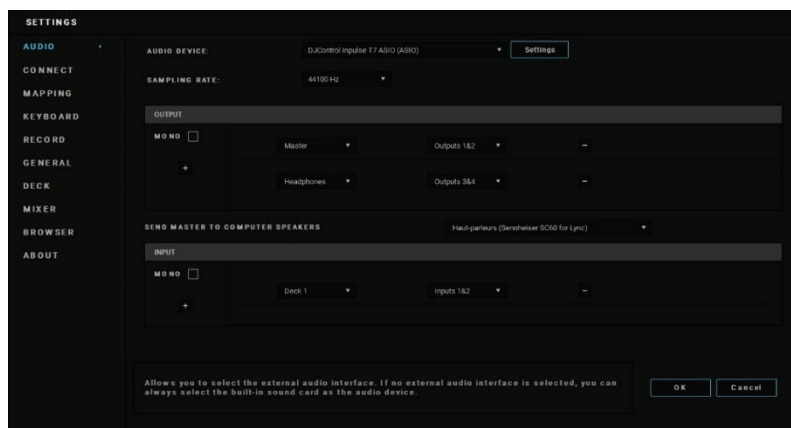 SETTINGS
AUDIO
CONNECT
MAPPING
KEYBOARD
RECORD
GENERAL
DECK
MIXER
BROWSER
ABOUT
AUDIO DEVICE: DJControl Inpulse T7 ASIO (ASIO) Settings
SAMPLING RATE: 44100 Hz
OUTPUT
MONO
+
Master Outputs 1&2 –
Headphones Outputs 3&4 –
SEND MASTER TO COMPUTER SPEAKERS Haut-parleurs (Sennheiser SC60 for Lync)
INPUT
MONO
+
Deck 1 Inputs 1&2 –
Allows you to select the external audio interface. If no external audio interface is selected, you can
always select the built-in sound card as the audio device.
OK Cancel